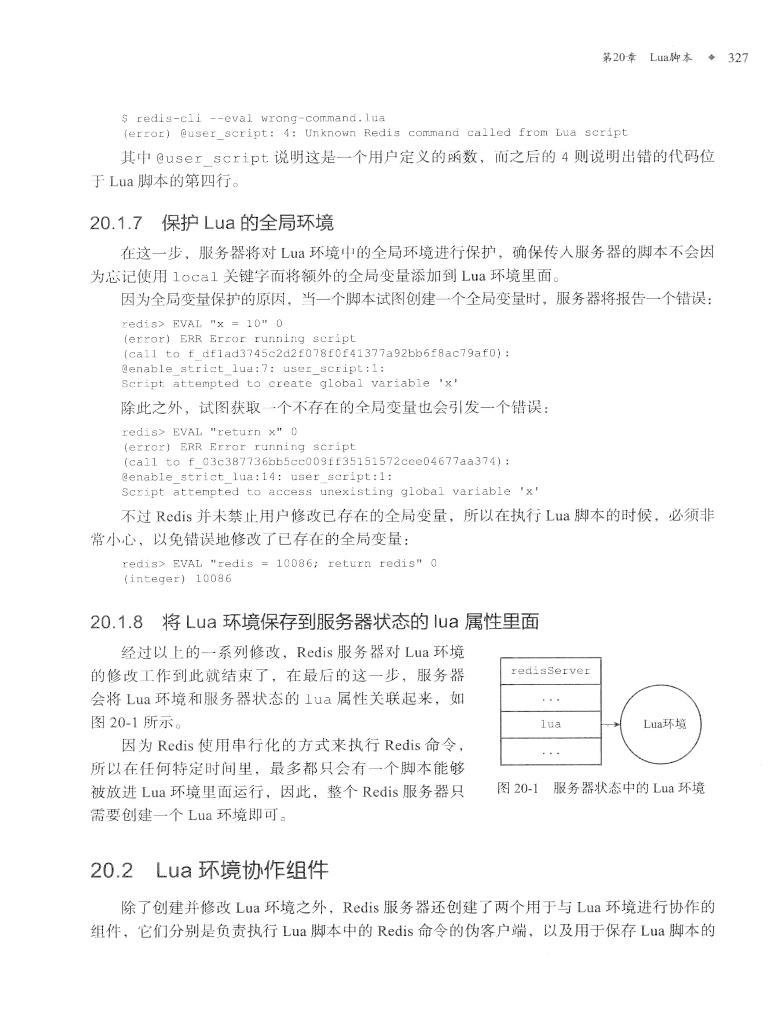 第20章 Lua脚本 ◆ 327
$ redis-cli --eval wrong-command.lua
(error) @user_script: 4: Unknown Redis command called from Lua script
其中 @user_script 说明这是一个用户定义的函数，而之后的 4 则说明出错的代码位
于 Lua 脚本的第四行。
20.1.7 保护 Lua 的全局环境
在这一步，服务器将对 Lua 环境中的全局环境进行保护，确保传入服务器的脚本不会因
为忘记使用 local 关键字而将额外的全局变量添加到 Lua 环境里面。
因为全局变量保护的原因，当一个脚本试图创建一个全局变量时，服务器将报告一个错误：
redis> EVAL "x = 10" 0
(error) ERR Error running script
(call to f_df1ad3745c2d2f078f0f41377a92bb6f8ac79af0):
@enable_strict_lua:7: user_script:1:
Script attempted to create global variable 'x'
除此之外，试图获取一个不存在的全局变量也会引发一个错误：
redis> EVAL "return x" 0
(error) ERR Error running script
(call to f_03c387736bb5cc009ff35151572cee04677aa374):
@enable_strict_lua:14: user_script:1:
Script attempted to access unexisting global variable 'x'
不过 Redis 并未禁止用户修改已存在的全局变量，所以在执行 Lua 脚本的时候，必须非
常小心，以免错误地修改了已存在的全局变量：
redis> EVAL "redis = 10086; return redis" 0
(integer) 10086
20.1.8 将 Lua 环境保存到服务器状态的 lua 属性里面
经过以上的一系列修改，Redis 服务器对 Lua 环境
的修改工作到此就结束了，在最后的这一步，服务器
会将 Lua 环境和服务器状态的 lua 属性关联起来，如
图 20-1 所示。
因为 Redis 使用串行化的方式来执行 Redis 命令，
所以在任何特定时间里，最多都只会有一个脚本能够
被放进 Lua 环境里面运行，因此，整个 Redis 服务器只
需要创建一个 Lua 环境即可。
redisServer
...
lua
...
Lua环境
图 20-1 服务器状态中的 Lua 环境
20.2 Lua 环境协作组件
除了创建并修改 Lua 环境之外，Redis 服务器还创建了两个用于与 Lua 环境进行协作的
组件，它们分别是负责执行 Lua 脚本中的 Redis 命令的伪客户端，以及用于保存 Lua 脚本的